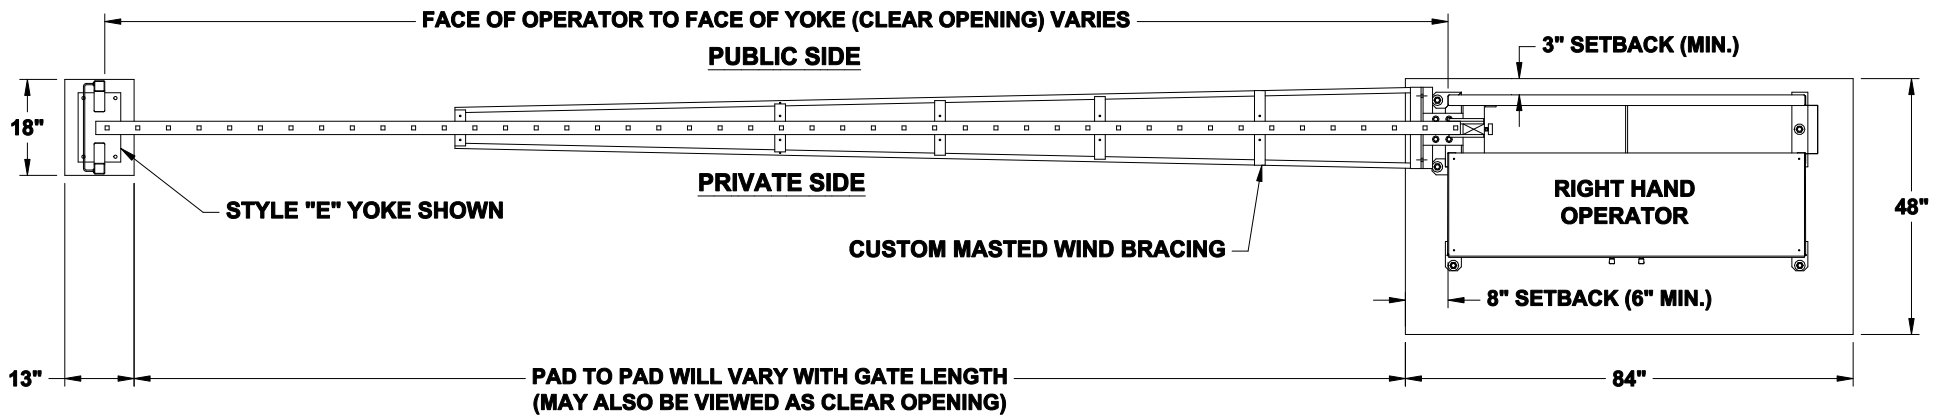 FACE OF OPERATOR TO FACE OF YOKE (CLEAR OPENING) VARIES
PUBLIC SIDE
3" SETBACK (MIN.)
18"
PRIVATE SIDE
STYLE "E" YOKE SHOWN
CUSTOM MASTED WIND BRACING
RIGHT HAND
OPERATOR
48"
8" SETBACK (6" MIN.)
13"
PAD TO PAD WILL VARY WITH GATE LENGTH
(MAY ALSO BE VIEWED AS CLEAR OPENING)
84"